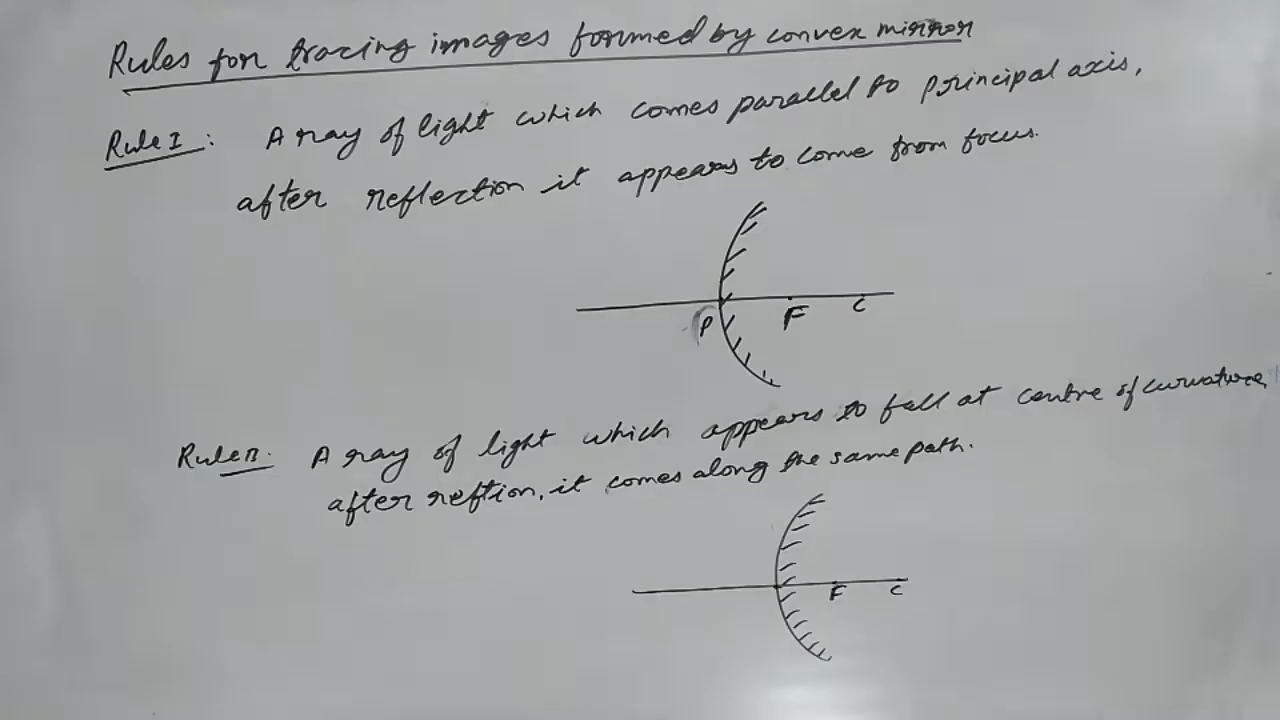 Rules for tracing images formed by convex mirror
Rule I : A ray of light which comes parallel to principal axis,
after reflection it appears to come from focus.
P F C
Rule II. A ray of light which appears to fall at centre of curvature,
after reftion, it comes along the same path.
F C